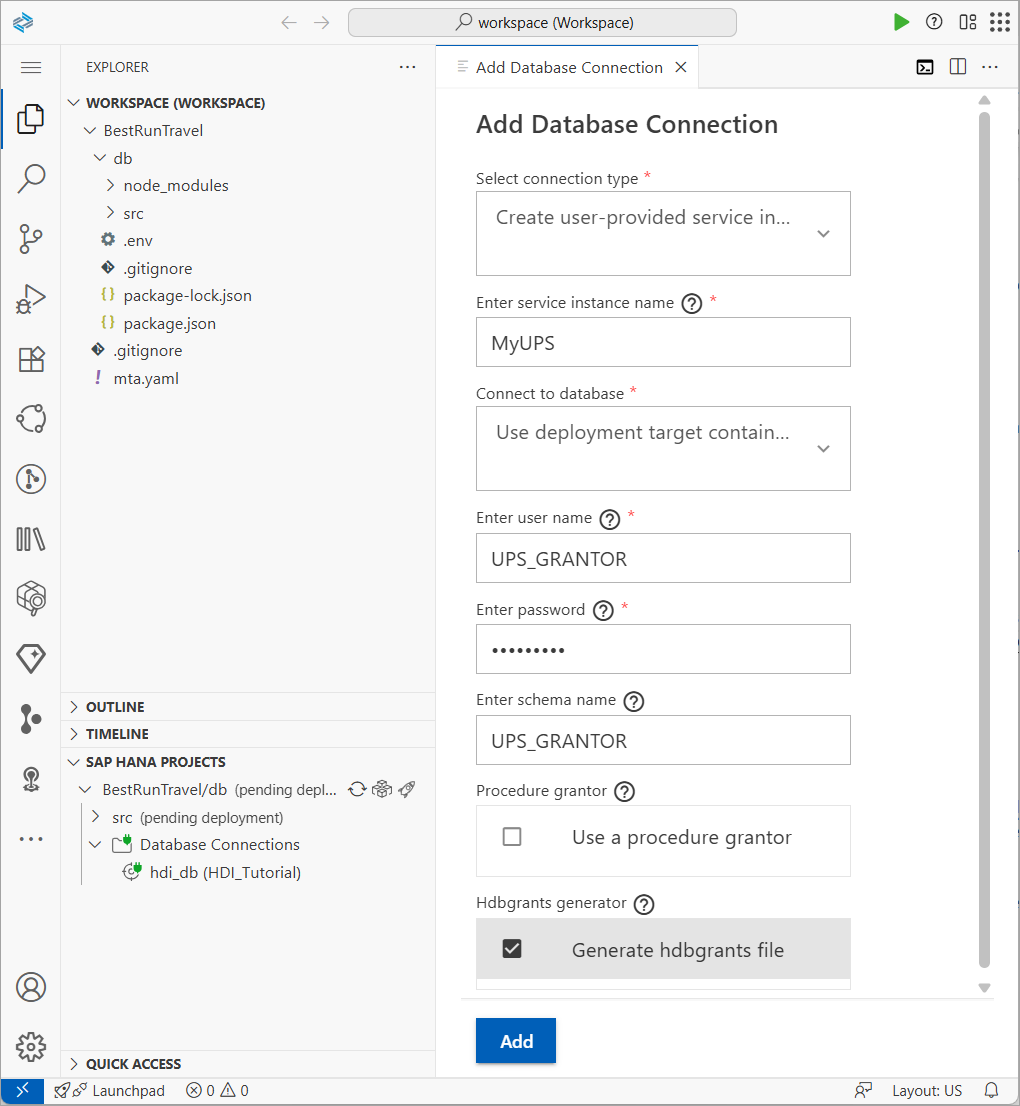 workspace (Workspace)
EXPLORER
WORKSPACE (WORKSPACE)
BestRunTravel
db
node_modules
src
.env
.gitignore
package-lock.json
package.json
.gitignore
mta.yaml
OUTLINE
TIMELINE
SAP HANA PROJECTS
BestRunTravel/db (pending depl...
src (pending deployment)
Database Connections
hdi_db (HDI_Tutorial)
QUICK ACCESS
Add Database Connection
Add Database Connection
Select connection type *
Create user-provided service in...
Enter service instance name *
MyUPS
Connect to database *
Use deployment target contain...
Enter user name *
UPS_GRANTOR
Enter password *
•••••••••
Enter schema name
UPS_GRANTOR
Procedure grantor
Use a procedure grantor
Hdbgrants generator
Generate hdbgrants file
Add
Launchpad 0 0 Layout: US